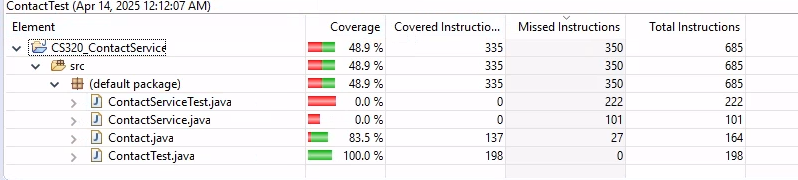 ContactTest (Apr 14, 2025 12:12:07 AM)
Element Coverage Covered Instructio... Missed Instructions Total Instructions
CS320_ContactService 48.9 % 335 350 685
src 48.9 % 335 350 685
(default package) 48.9 % 335 350 685
ContactServiceTest.java 0.0 % 0 222 222
ContactService.java 0.0 % 0 101 101
Contact.java 83.5 % 137 27 164
ContactTest.java 100.0 % 198 0 198